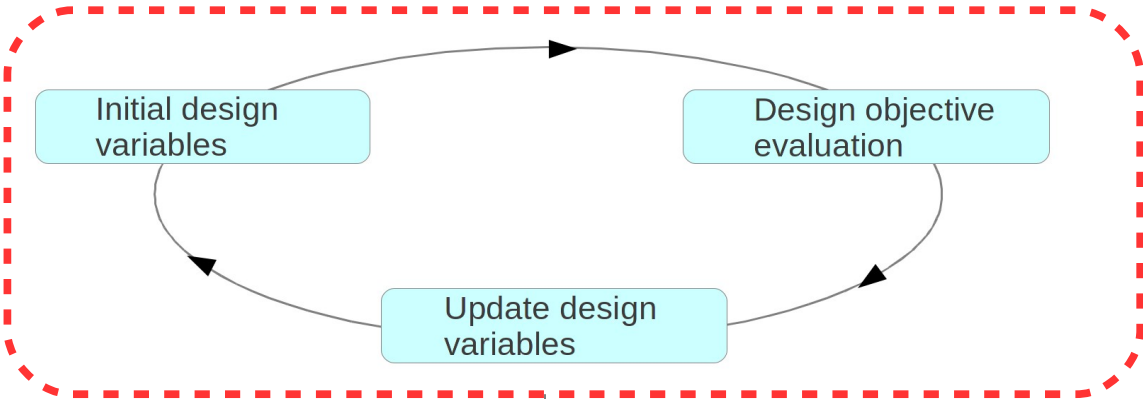 Initial design
variables
Design objective
evaluation
Update design
variables